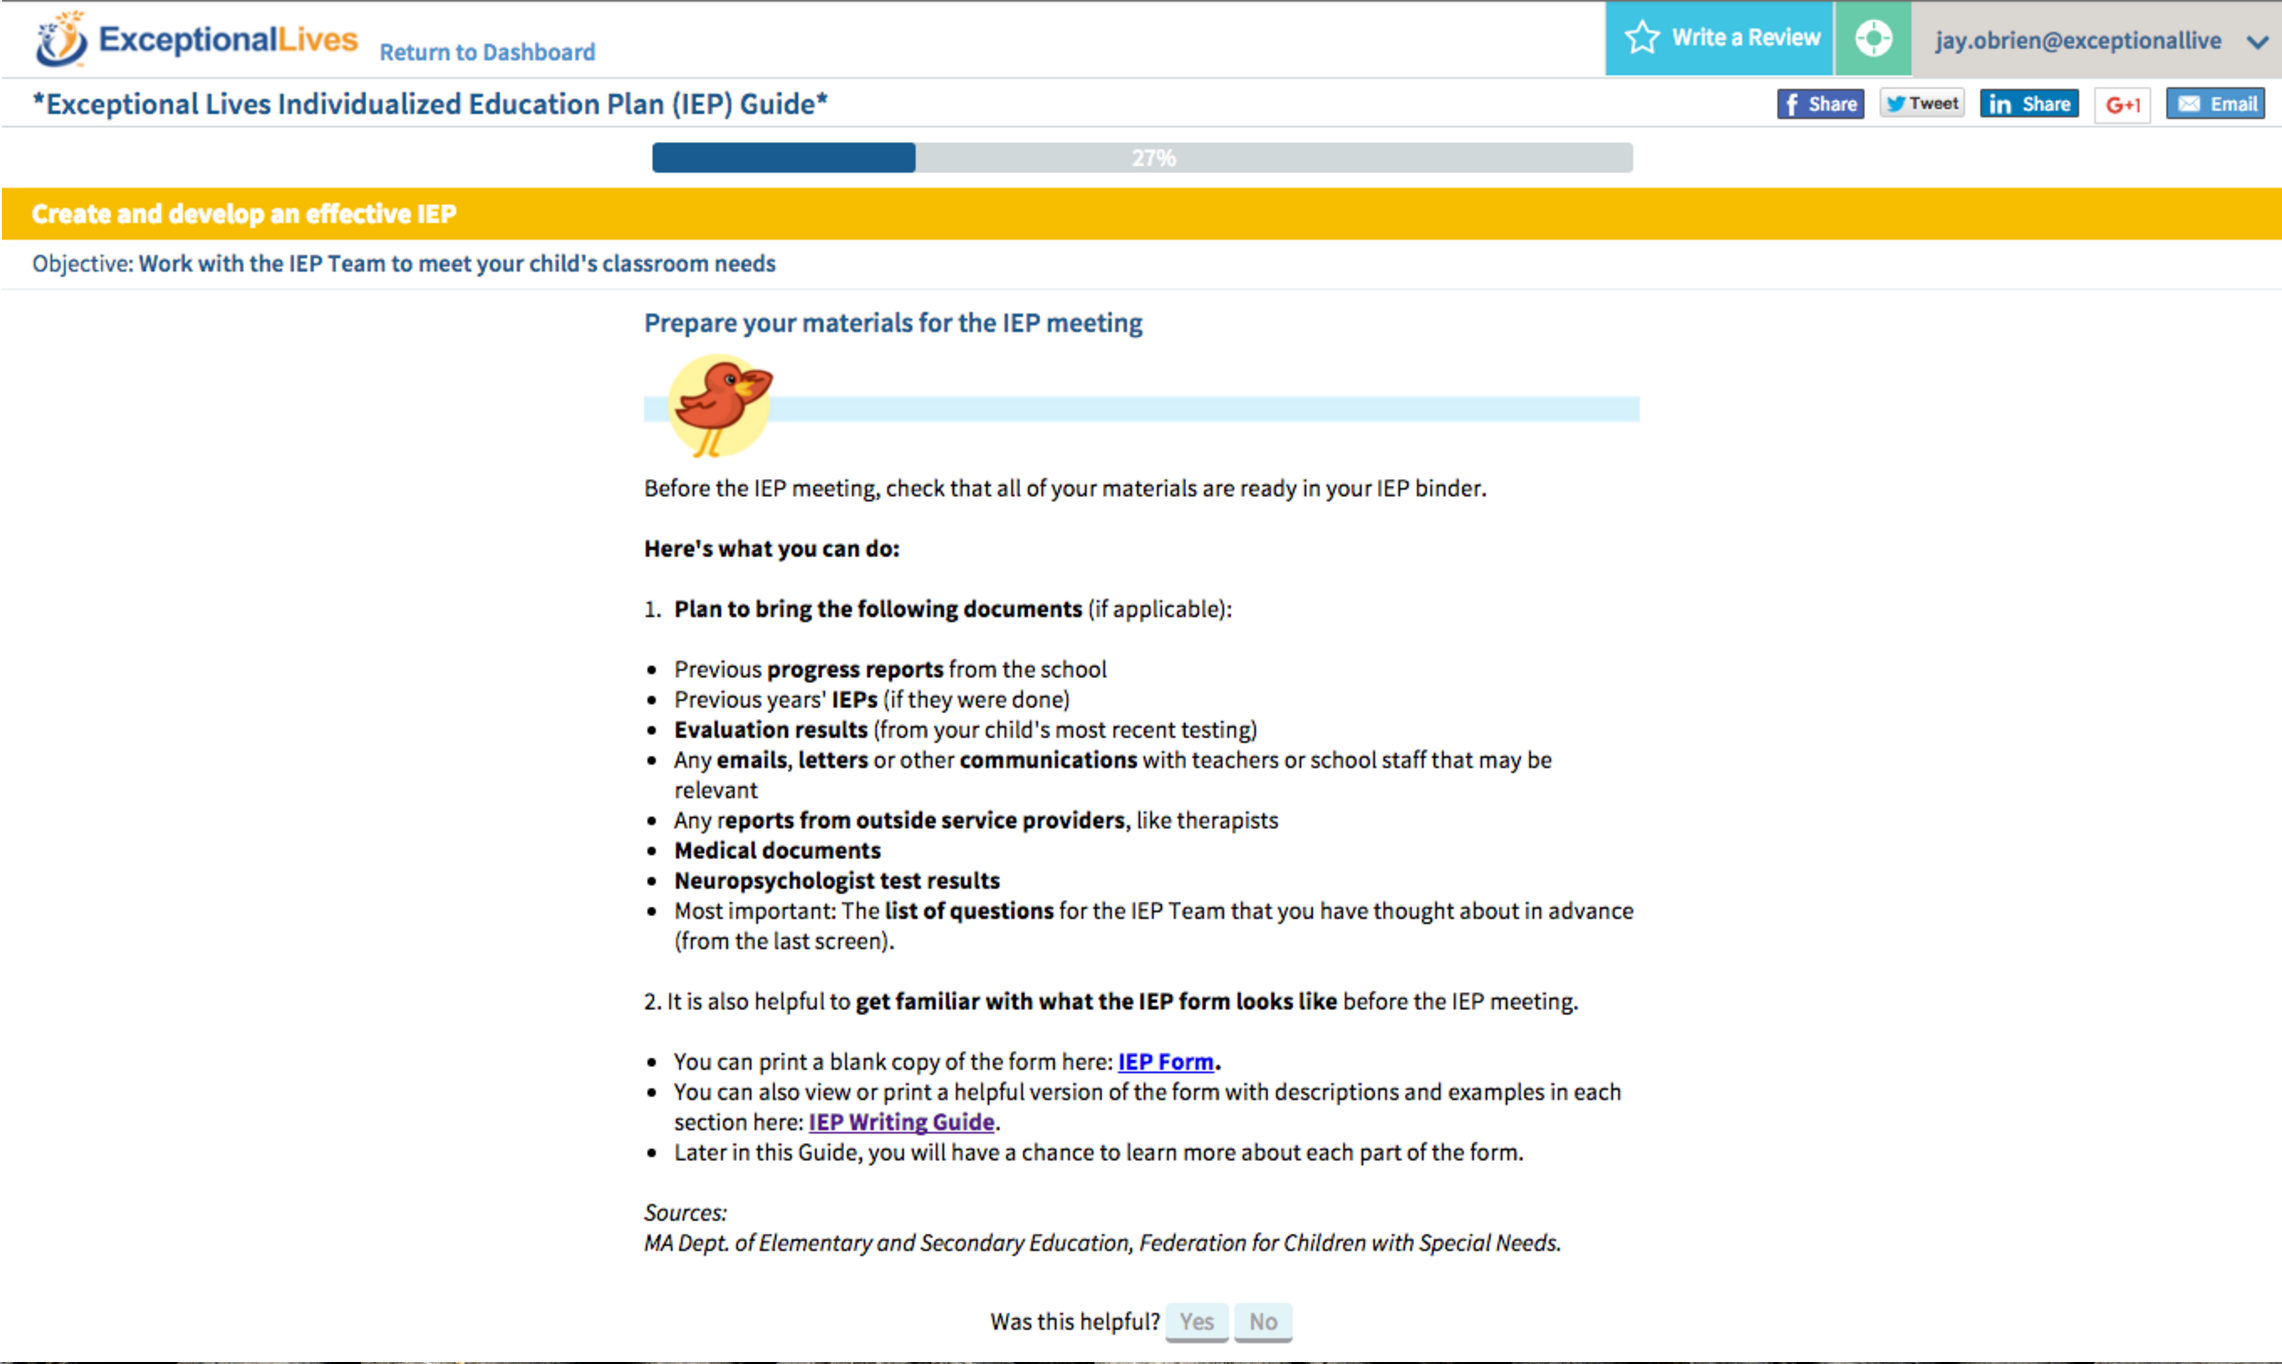 ExceptionalLives Return to Dashboard Write a Review jay.obrien@exceptionallive
*Exceptional Lives Individualized Education Plan (IEP) Guide* f Share Tweet in Share G+1 Email
27%
Create and develop an effective IEP
Objective: Work with the IEP Team to meet your child's classroom needs
Prepare your materials for the IEP meeting
Before the IEP meeting, check that all of your materials are ready in your IEP binder.
Here's what you can do:
1. Plan to bring the following documents (if applicable):
• Previous progress reports from the school
• Previous years' IEPs (if they were done)
• Evaluation results (from your child's most recent testing)
• Any emails, letters or other communications with teachers or school staff that may be
relevant
• Any reports from outside service providers, like therapists
• Medical documents
• Neuropsychologist test results
• Most important: The list of questions for the IEP Team that you have thought about in advance
(from the last screen).
2. It is also helpful to get familiar with what the IEP form looks like before the IEP meeting.
• You can print a blank copy of the form here: IEP Form.
• You can also view or print a helpful version of the form with descriptions and examples in each
section here: IEP Writing Guide.
• Later in this Guide, you will have a chance to learn more about each part of the form.
Sources:
MA Dept. of Elementary and Secondary Education, Federation for Children with Special Needs.
Was this helpful? Yes No